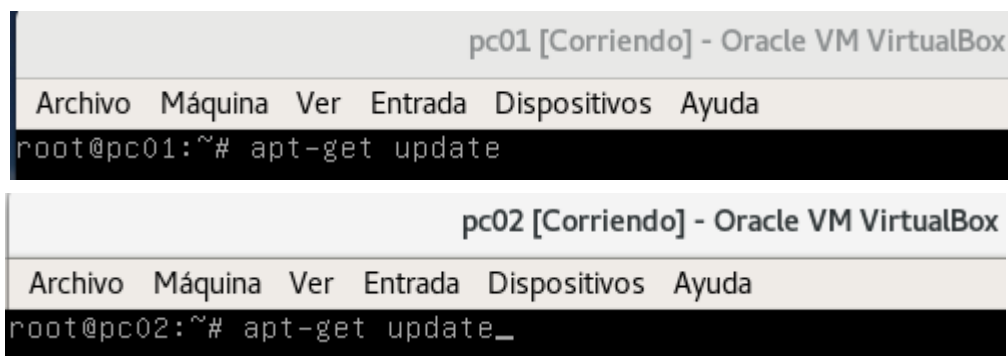 pc01 [Corriendo] - Oracle VM VirtualBox
Archivo Máquina Ver Entrada Dispositivos Ayuda
root@pc01:~# apt-get update
pc02 [Corriendo] - Oracle VM VirtualBox
Archivo Máquina Ver Entrada Dispositivos Ayuda
root@pc02:~# apt-get update_